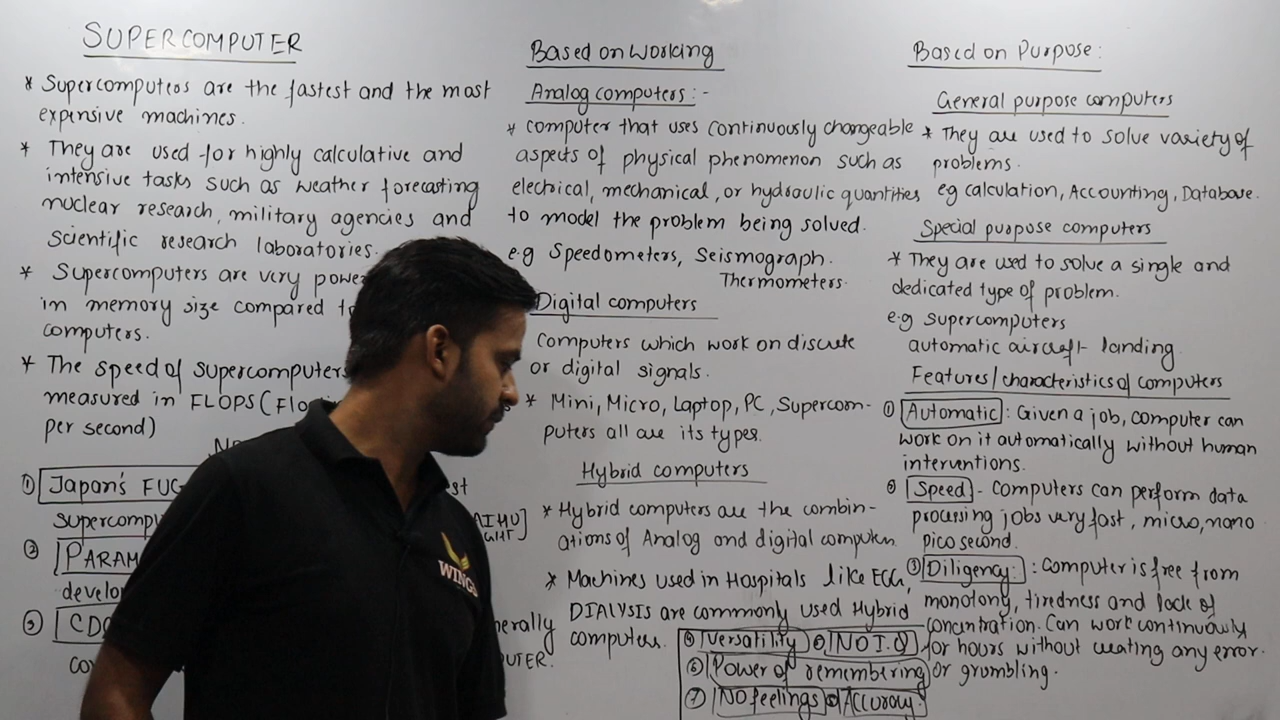 SUPERCOMPUTER
* Supercomputers are the fastest and the most
expensive machines.
* They are used for highly calculative and
intensive tasks such as weather forecasting
nuclear research, military agencies and
Scientific research laboratories.
* Supercomputers are very
in memory size compared
computers.
* The speed of supercomputers
measured in FLOPS (
per second)
① Japan's
② PARAM
③
WINGS
Based on Working
Analog computers :-
* computer that uses continuously changeable
aspects of physical phenomenon such as
electrical, mechanical, or hydraulic quantities
to model the problem being solved.
e.g Speedometers, Seismograph.
Thermometers.
Digital computers
Computers which work on discrete
or digital signals.
* Mini, Micro, Laptop, PC, Supercom-
puters all are its types.
Hybrid computers
* Hybrid computers are the combin-
ations of Analog and digital computer.
* Machines used in Hospitals like ECG,
DIALYSIS are commonly used Hybrid
computers.
④ Versatility ⑤ NO I.Q
⑥ Power of remembering
⑦ NO feelings ⑧ Accuracy.
Based on Purpose :
General purpose computers
* They are used to solve variety of
problems.
eg calculation, Accounting, Database.
Special purpose computers
* They are used to solve a single and
dedicated type of problem.
e.g supercomputers
automatic aircraft landing.
Features/characteristics of computers
① Automatic : Given a job, computer can
work on it automatically without human
interventions.
② Speed - Computers can perform data
processing jobs very fast, micro, nano
pico second.
③ Diligency: : Computer is free from
monotony, tiredness and lack of
concentration. Can work continuously
for hours without creating any error
or grumbling.